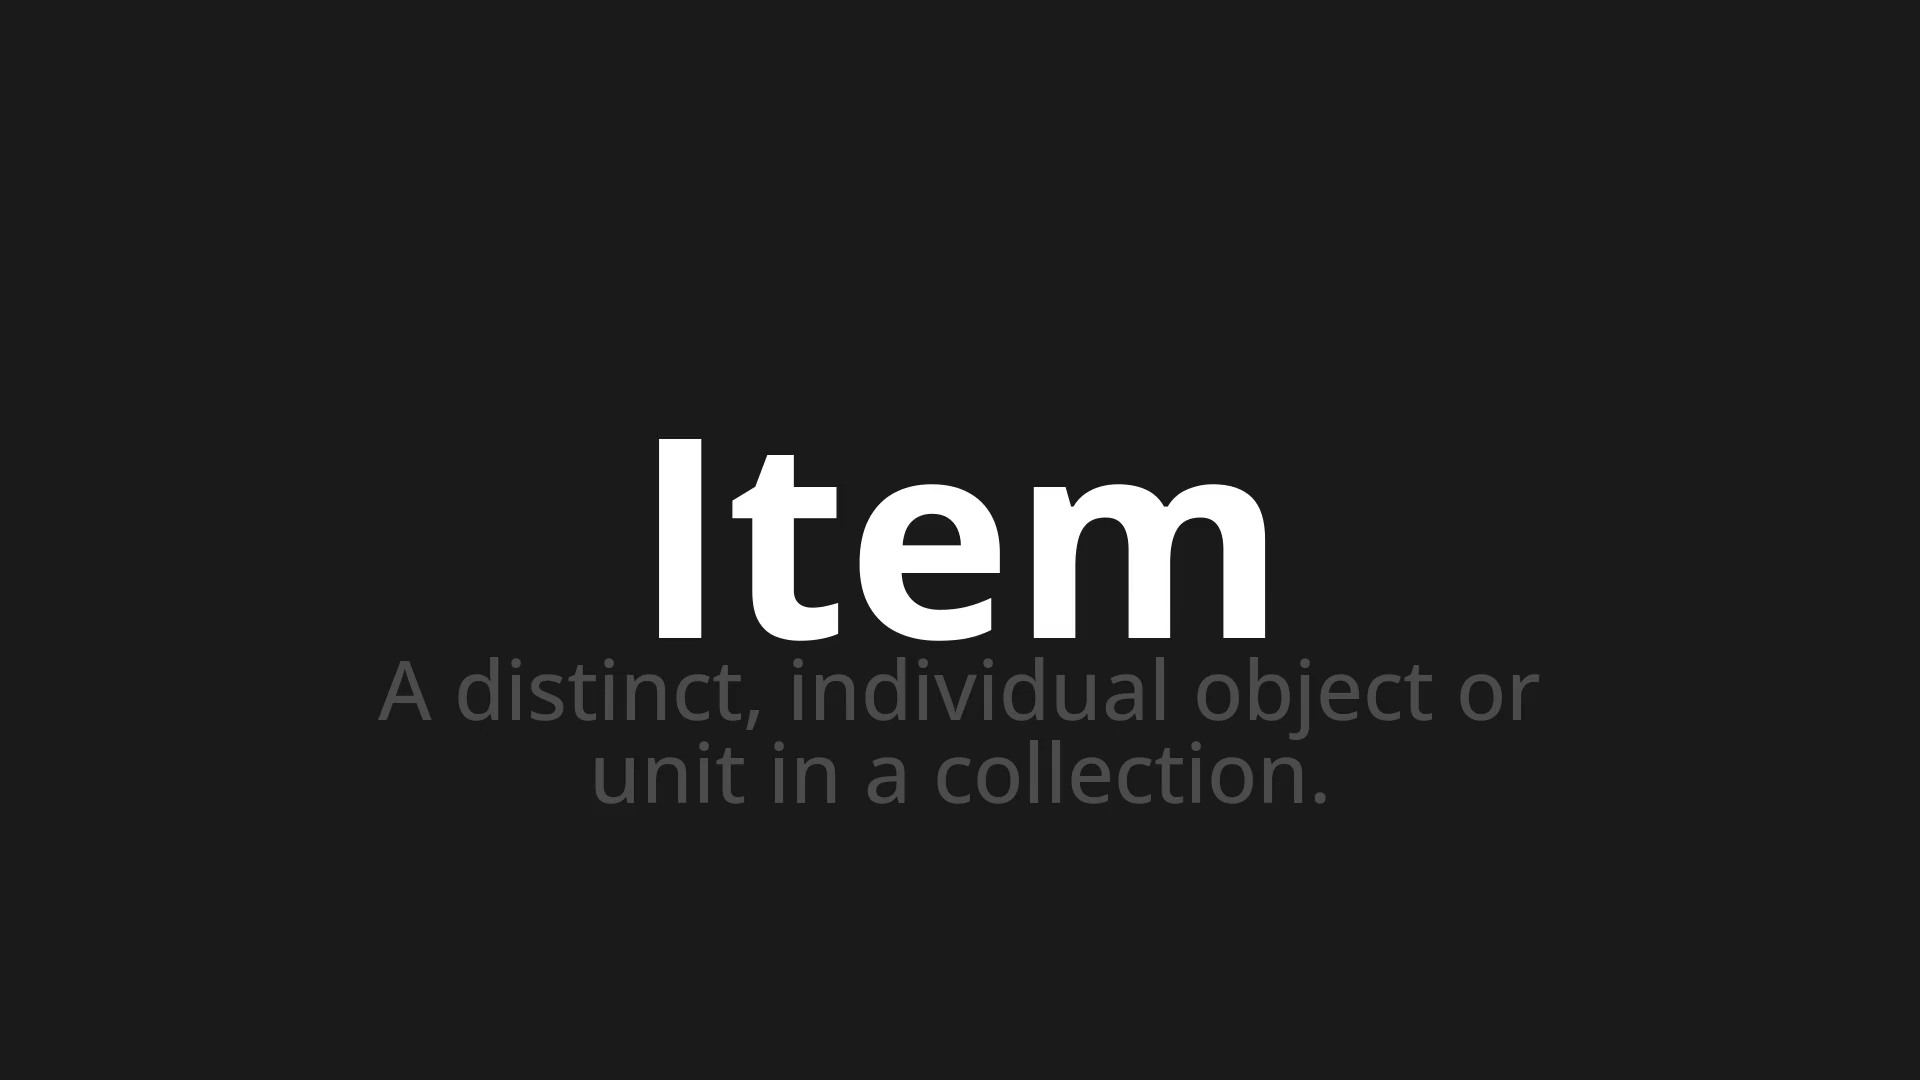 Item
A distinct, individual object or
unit in a collection.